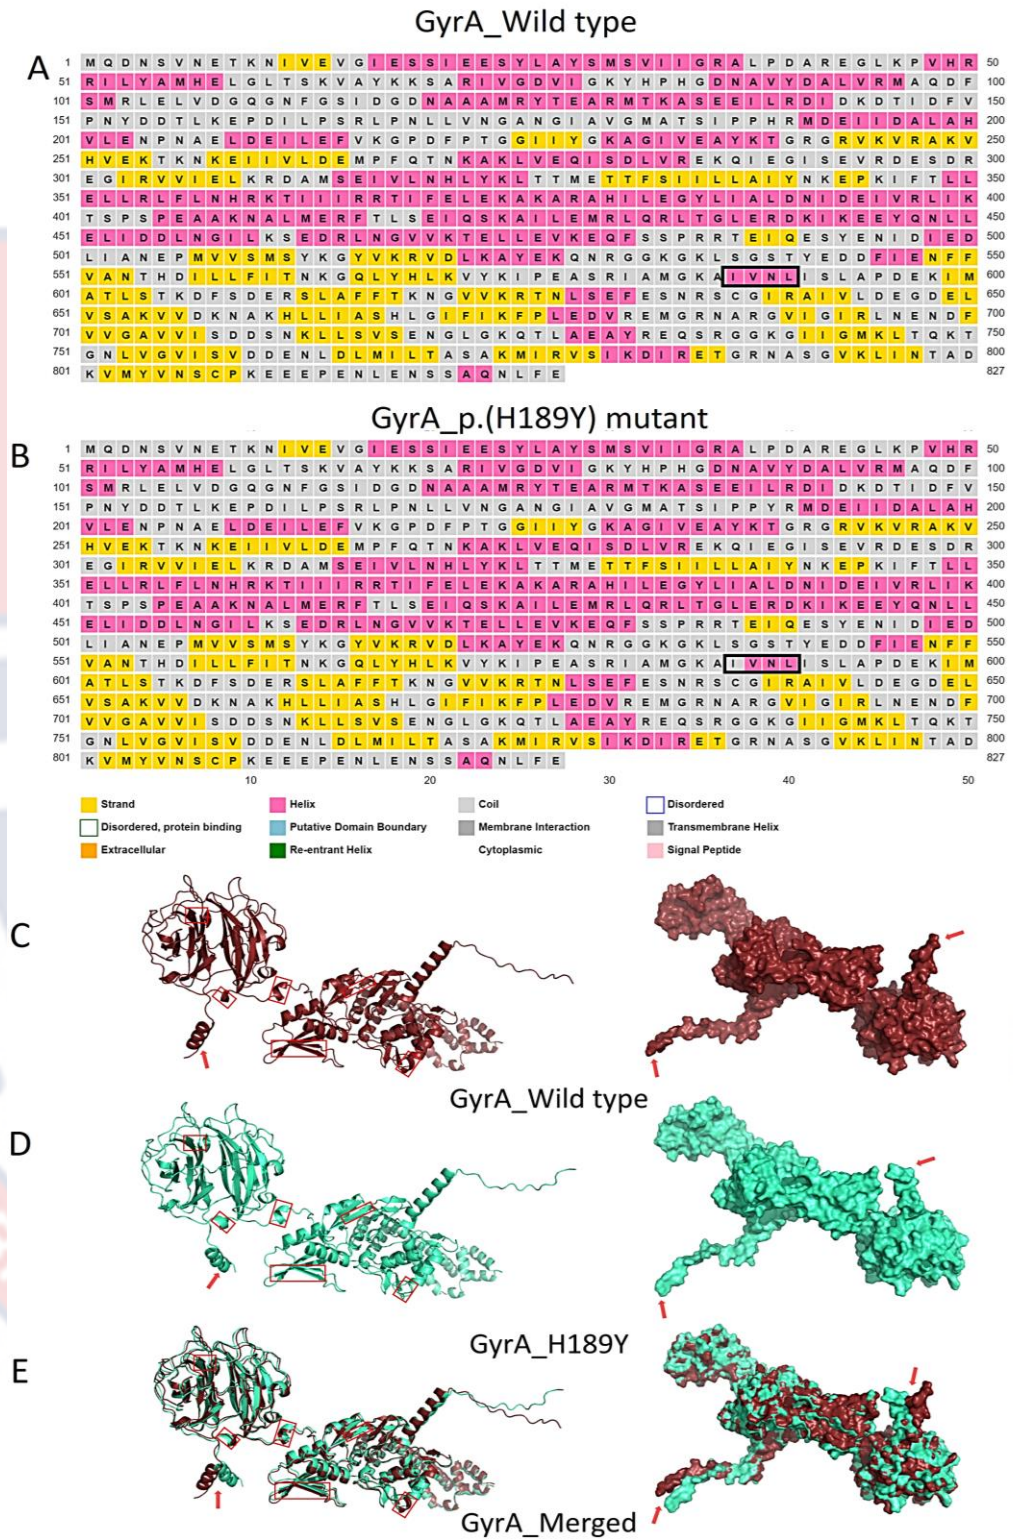 GyrA_Wild type
A
1 M Q D N S V N E T K N I V E V G I E S S I E E S Y L A Y S M S V I I G R A L P D A R E G L K P V H R 50
51 R I L Y A M H E L G L T S K V A Y K K S A R I V G D V I G K Y H P H G D N A V Y D A L V R M A Q D F 100
101 S M R L E L V D G Q G N F G S I D G D N A A A M R Y T E A R M T K A S E E I L R D I D K D T I D F V 150
151 P N Y D D T L K E P D I L P S R L P N L L V N G A N G I A V G M A T S I P P H R M D E I I D A L A H 200
201 V L E N P N A E L D E I L E F V K G P D F P T G G I I Y G K A G I V E A Y K T G R G R V K V R A K V 250
251 H V E K T K N K E I I V L D E M P F Q T N K A K L V E Q I S D L V R E K Q I E G I S E V R D E S D R 300
301 E G I R V V I E L K R D A M S E I V L N H L Y K L T T M E T T F S I I L L A I Y N K E P K I F T L L 350
351 E L L R L F L N H R K T I I I R R T I F E L E K A K A R A H I L E G Y L I A L D N I D E I V R L I K 400
401 T S P S P E A A K N A L M E R F T L S E I Q S K A I L E M R L Q R L T G L E R D K I K E E Y Q N L L 450
451 E L I D D L N G I L K S E D R L N G V V K T E L L E V K E Q F S S P R R T E I Q E S Y E N I D I E D 500
501 L I A N E P M V V S M S Y K G Y V K R V D L K A Y E K Q N R G G K G K L S G S T Y E D D F I E N F F 550
551 V A N T H D I L L F I T N K G Q L Y H L K V Y K I P E A S R I A M G K A I V N L I S L A P D E K I M 600
601 A T L S T K D F S D E R S L A F F T K N G V V K R T N L S E F E S N R S C G I R A I V L D E G D E L 650
651 V S A K V V D K N A K H L L I A S H L G I F I K F P L E D V R E M G R N A R G V I G I R L N E N D F 700
701 V V G A V V I S D D S N K L L S V S E N G L G K Q T L A E A Y R E Q S R G G K G I I G M K L T Q K T 750
751 G N L V G V I S V D D E N L D L M I L T A S A K M I R V S I K D I R E T G R N A S G V K L I N T A D 800
801 K V M Y V N S C P K E E E P N L E N S S A Q N L F E 827
GyrA_p.(H189Y) mutant
B
1 M Q D N S V N E T K N I V E V G I E S S I E E S Y L A Y S M S V I I G R A L P D A R E G L K P V H R 50
51 R I L Y A M H E L G L T S K V A Y K K S A R I V G D V I G K Y H P H G D N A V Y D A L V R M A Q D F 100
101 S M R L E L V D G Q G N F G S I D G D N A A A M R Y T E A R M T K A S E E I L R D I D K D T I D F V 150
151 P N Y D D T L K E P D I L P S R L P N L L V N G A N G I A V G M A T S I P P Y R M D E I I D A L A H 200
201 V L E N P N A E L D E I L E F V K G P D F P T G G I I Y G K A G I V E A Y K T G R G R V K V R A K V 250
251 H V E K T K N K E I I V L D E M P F Q T N K A K L V E Q I S D L V R E K Q I E G I S E V R D E S D R 300
301 E G I R V V I E L K R D A M S E I V L N H L Y K L T T M E T T F S I I L L A I Y N K E P K I F T L L 350
351 E L L R L F L N H R K T I I I R R T I F E L E K A K A R A H I L E G Y L I A L D N I D E I V R L I K 400
401 T S P S P E A A K N A L M E R F T L S E I Q S K A I L E M R L Q R L T G L E R D K I K E E Y Q N L L 450
451 E L I D D L N G I L K S E D R L N G V V K T E L L E V K E Q F S S P R R T E I Q E S Y E N I D I E D 500
501 L I A N E P M V V S M S Y K G Y V K R V D L K A Y E K Q N R G G K G K L S G S T Y E D D F I E N F F 550
551 V A N T H D I L L F I T N K G Q L Y H L K V Y K I P E A S R I A M G K A I V N L I S L A P D E K I M 600
601 A T L S T K D F S D E R S L A F F T K N G V V K R T N L S E F E S N R S C G I R A I V L D E G D E L 650
651 V S A K V V D K N A K H L L I A S H L G I F I K F P L E D V R E M G R N A R G V I G I R L N E N D F 700
701 V V G A V V I S D D S N K L L S V S E N G L G K Q T L A E A Y R E Q S R G G K G I I G M K L T Q K T 750
751 G N L V G V I S V D D E N L D L M I L T A S A K M I R V S I K D I R E T G R N A S G V K L I N T A D 800
801 K V M Y V N S C P K E E E P N L E N S S A Q N L F E 827
10 20 30 40 50
Strand Helix Coil Disordered
Disordered, protein binding Putative Domain Boundary Membrane Interaction Transmembrane Helix
Extracellular Re-entrant Helix Cytoplasmic Signal Peptide
C
GyrA_Wild type
D
GyrA_H189Y
E
GyrA_Merged